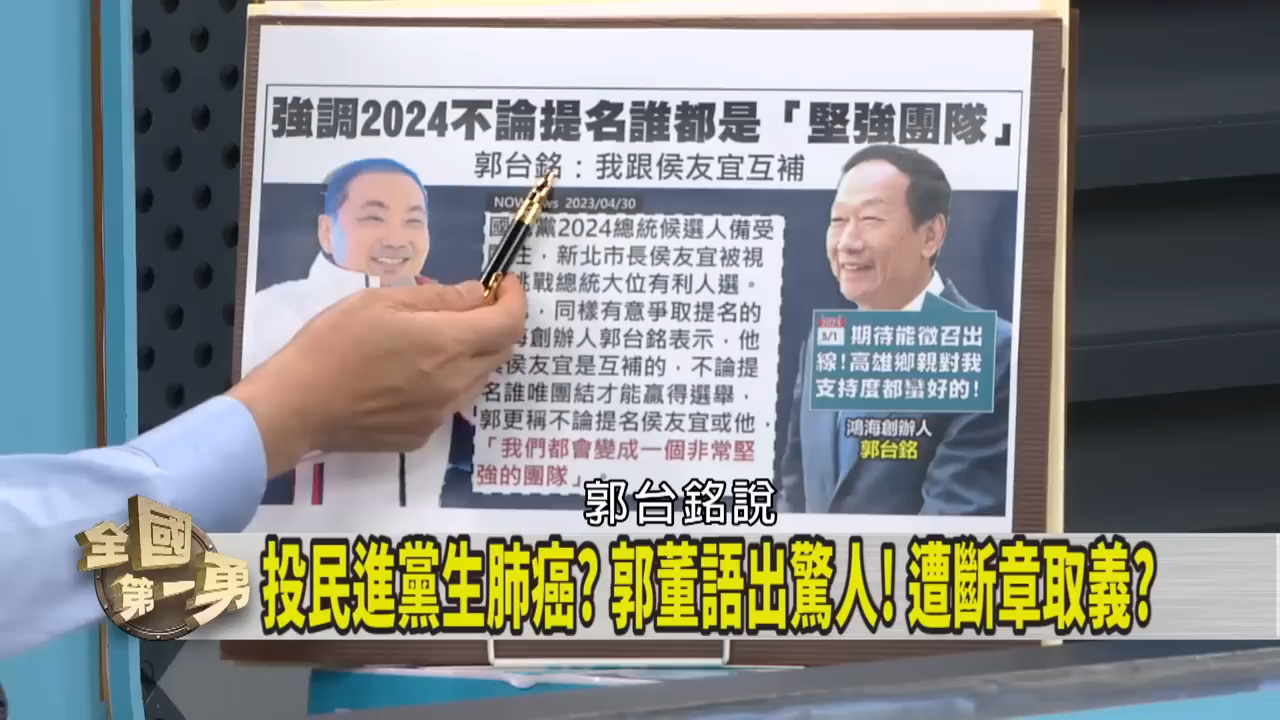 強調2024不論提名誰都是「堅強團隊」
郭台銘：我跟侯友宜互補
2023/04/30
黨2024總統候選人備受
，新北市長侯友宜被視
挑戰總統大位有利人選。
，同樣有意爭取提名的
海創辦人郭台銘表示，他
侯友宜是互補的，不論提
名誰唯團結才能贏得選舉，
郭更稱不論提名侯友宜或他，
「我們都會變成一個非常堅
強的團隊」
2023
5/1
期待能徵召出
線！高雄鄉親對我
支持度都蠻好的！
鴻海創辦人
郭台銘
郭台銘說
全國第一勇
投民進黨生肺癌? 郭董語出驚人! 遭斷章取義?